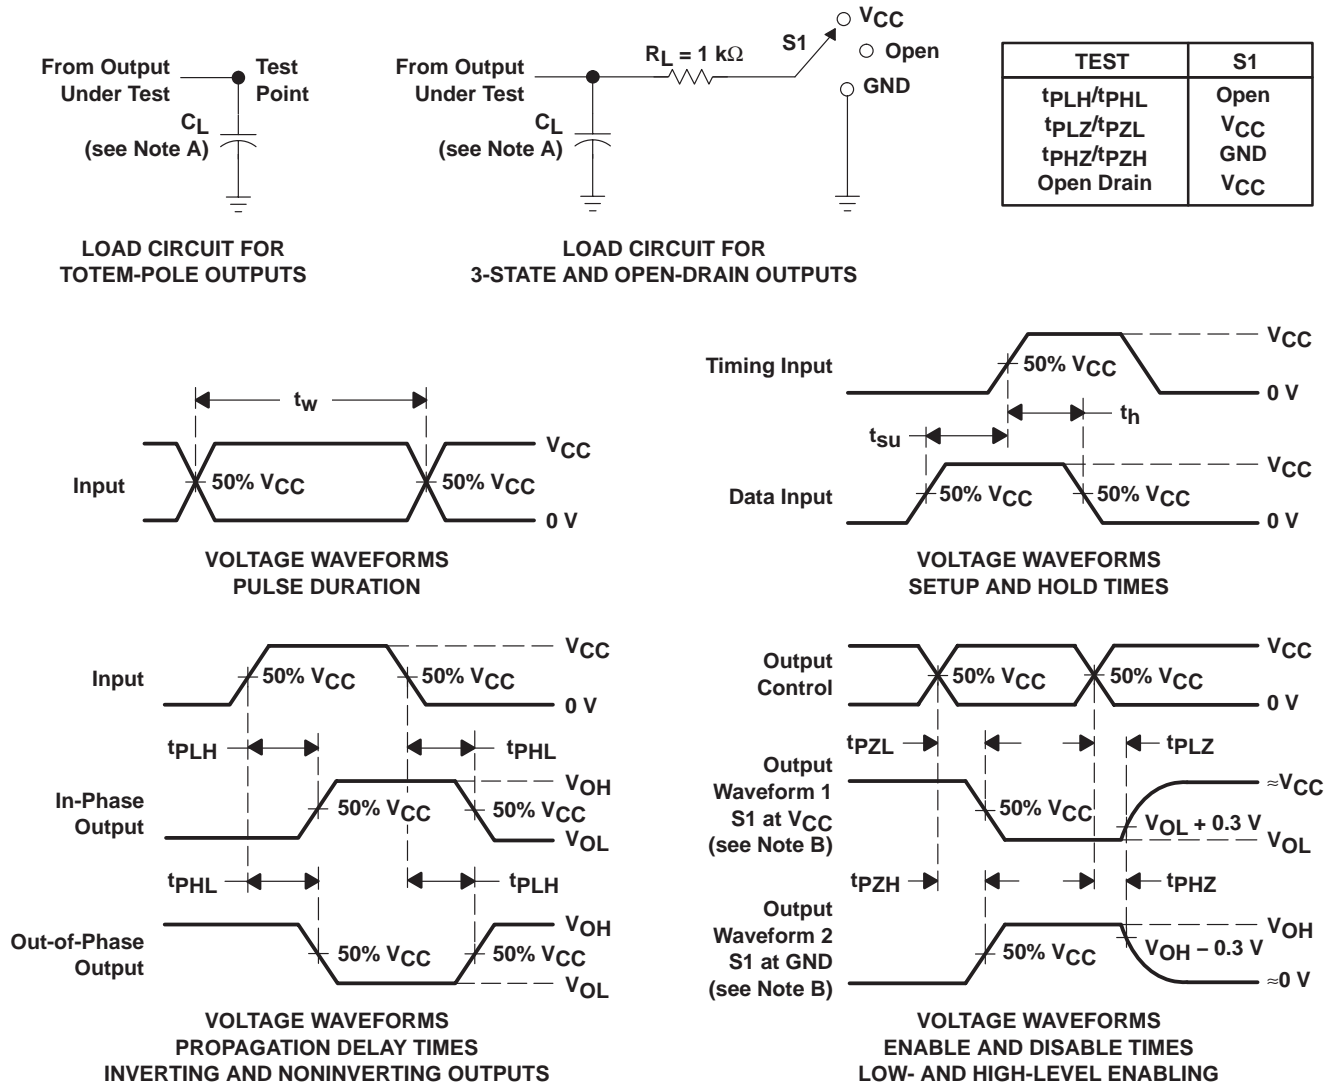 From Output
Under Test
Test
Point
CL
(see Note A)
LOAD CIRCUIT FOR
TOTEM-POLE OUTPUTS
From Output
Under Test
RL = 1 kΩ
S1
VCC
Open
GND
CL
(see Note A)
LOAD CIRCUIT FOR
3-STATE AND OPEN-DRAIN OUTPUTS
TEST S1
tPLH/tPHL Open
tPLZ/tPZL VCC
tPHZ/tPZH GND
Open Drain VCC
tw
Input
50% VCC
50% VCC
VCC
0 V
VOLTAGE WAVEFORMS
PULSE DURATION
Timing Input
50% VCC
VCC
0 V
tsu
th
Data Input
50% VCC
50% VCC
VCC
0 V
VOLTAGE WAVEFORMS
SETUP AND HOLD TIMES
Input
50% VCC
50% VCC
VCC
0 V
tPLH
tPHL
In-Phase
Output
50% VCC
50% VCC
VOH
VOL
tPHL
tPLH
Out-of-Phase
Output
50% VCC
50% VCC
VOH
VOL
VOLTAGE WAVEFORMS
PROPAGATION DELAY TIMES
INVERTING AND NONINVERTING OUTPUTS
Output
Control
50% VCC
50% VCC
VCC
0 V
tPZL
tPLZ
Output
Waveform 1
S1 at VCC
(see Note B)
50% VCC
VOL + 0.3 V
≈VCC
VOL
tPZH
tPHZ
Output
Waveform 2
S1 at GND
(see Note B)
50% VCC
VOH − 0.3 V
VOH
≈0 V
VOLTAGE WAVEFORMS
ENABLE AND DISABLE TIMES
LOW- AND HIGH-LEVEL ENABLING